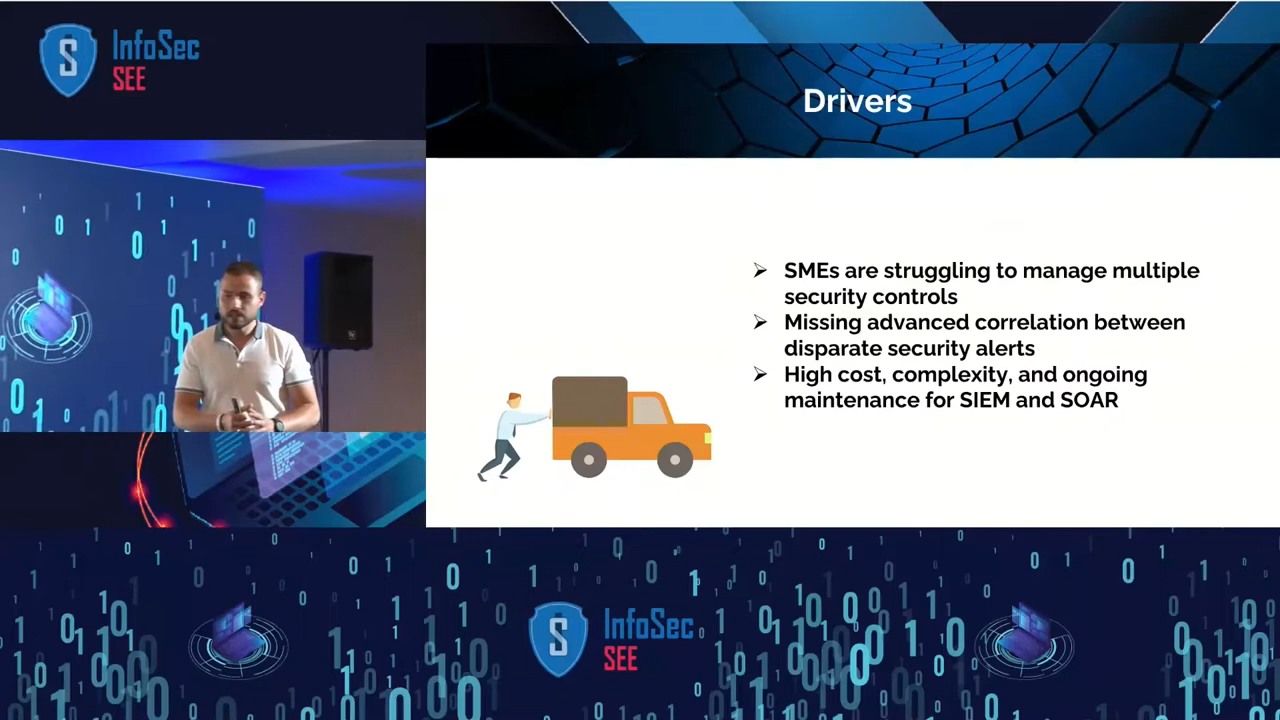 InfoSec
SEE
Drivers
➢ SMEs are struggling to manage multiple
security controls
➢ Missing advanced correlation between
disparate security alerts
➢ High cost, complexity, and ongoing
maintenance for SIEM and SOAR
InfoSec
SEE